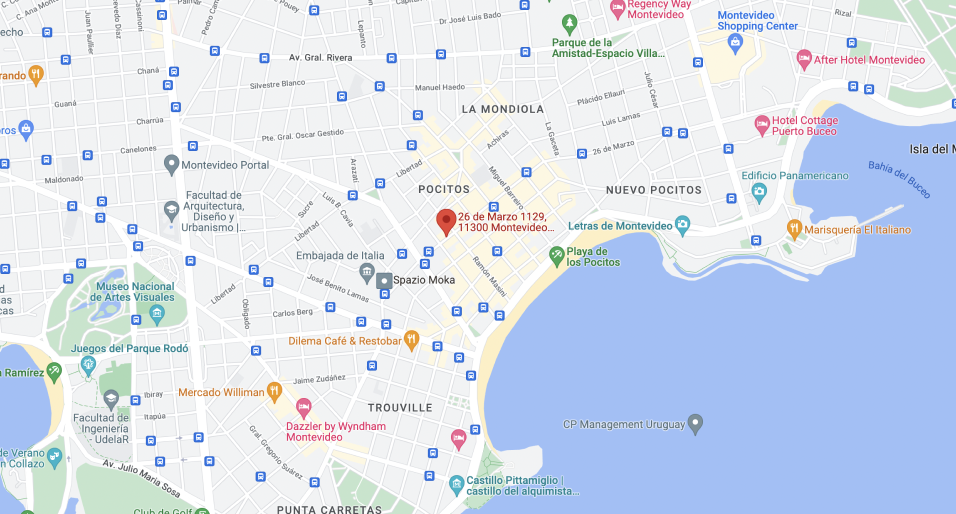 Regency Way
Montevideo
Montevideo
Shopping Center
Rizal
C. Ana Monterroso
Pedro
Pouey
Dr José Luis Bado
Lepanto
Juan Paullier
Acevedo Díaz
echo
Parque de la
Amistad-Espacio Villa...
Av. Gral. Rivera
After Hotel Montevideo
rando
Chaná
Silvestre Blanco
Manuel Haedo
Julio César
Guaná
LA MONDIOLA
Plácido Ellauri
Charrúa
Luis Lamas
Hotel Cottage
Puerto Buceo
Pte. Gral. Oscar Gestido
Achiras
La Gaceta
Canelones
26 de Marzo
Isla del
Montevideo Portal
Arazatí
Libertad
Miguel Barreiro
Bahía del Buceo
Maldonado
Edificio Panamericano
POCITOS
NUEVO POCITOS
Facultad de
Arquitectura,
Diseño y
Urbanismo |...
Sucre
Luis B. Cavia
Libertad
26 de Marzo 1129,
11300 Montevideo...
Letras de Montevideo
Marisquería El Italiano
Embajada de Italia
Playa de
los Pocitos
Ramón Masini
Spazio Moka
José Benito Lamas
Museo Nacional
de Artes Visuales
Libertad
Obligado
Carlos Berg
Dilema Café & Restobar
Juegos del Parque Rodó
n Ramírez
Jaime Zudáñez
Mercado Williman
Ibiray
TROUVILLE
Itapúa
Dazzler by Wyndham
Montevideo
Facultad de
Ingeniería
- UdelaR
CP Management Uruguay
Gral. Gregorio Suárez
de Verano
n Collazo
Av. Julio María Sosa
Castillo Pittamiglio |
castillo del alquimista...
Club de Golf
PUNTA CARRETAS